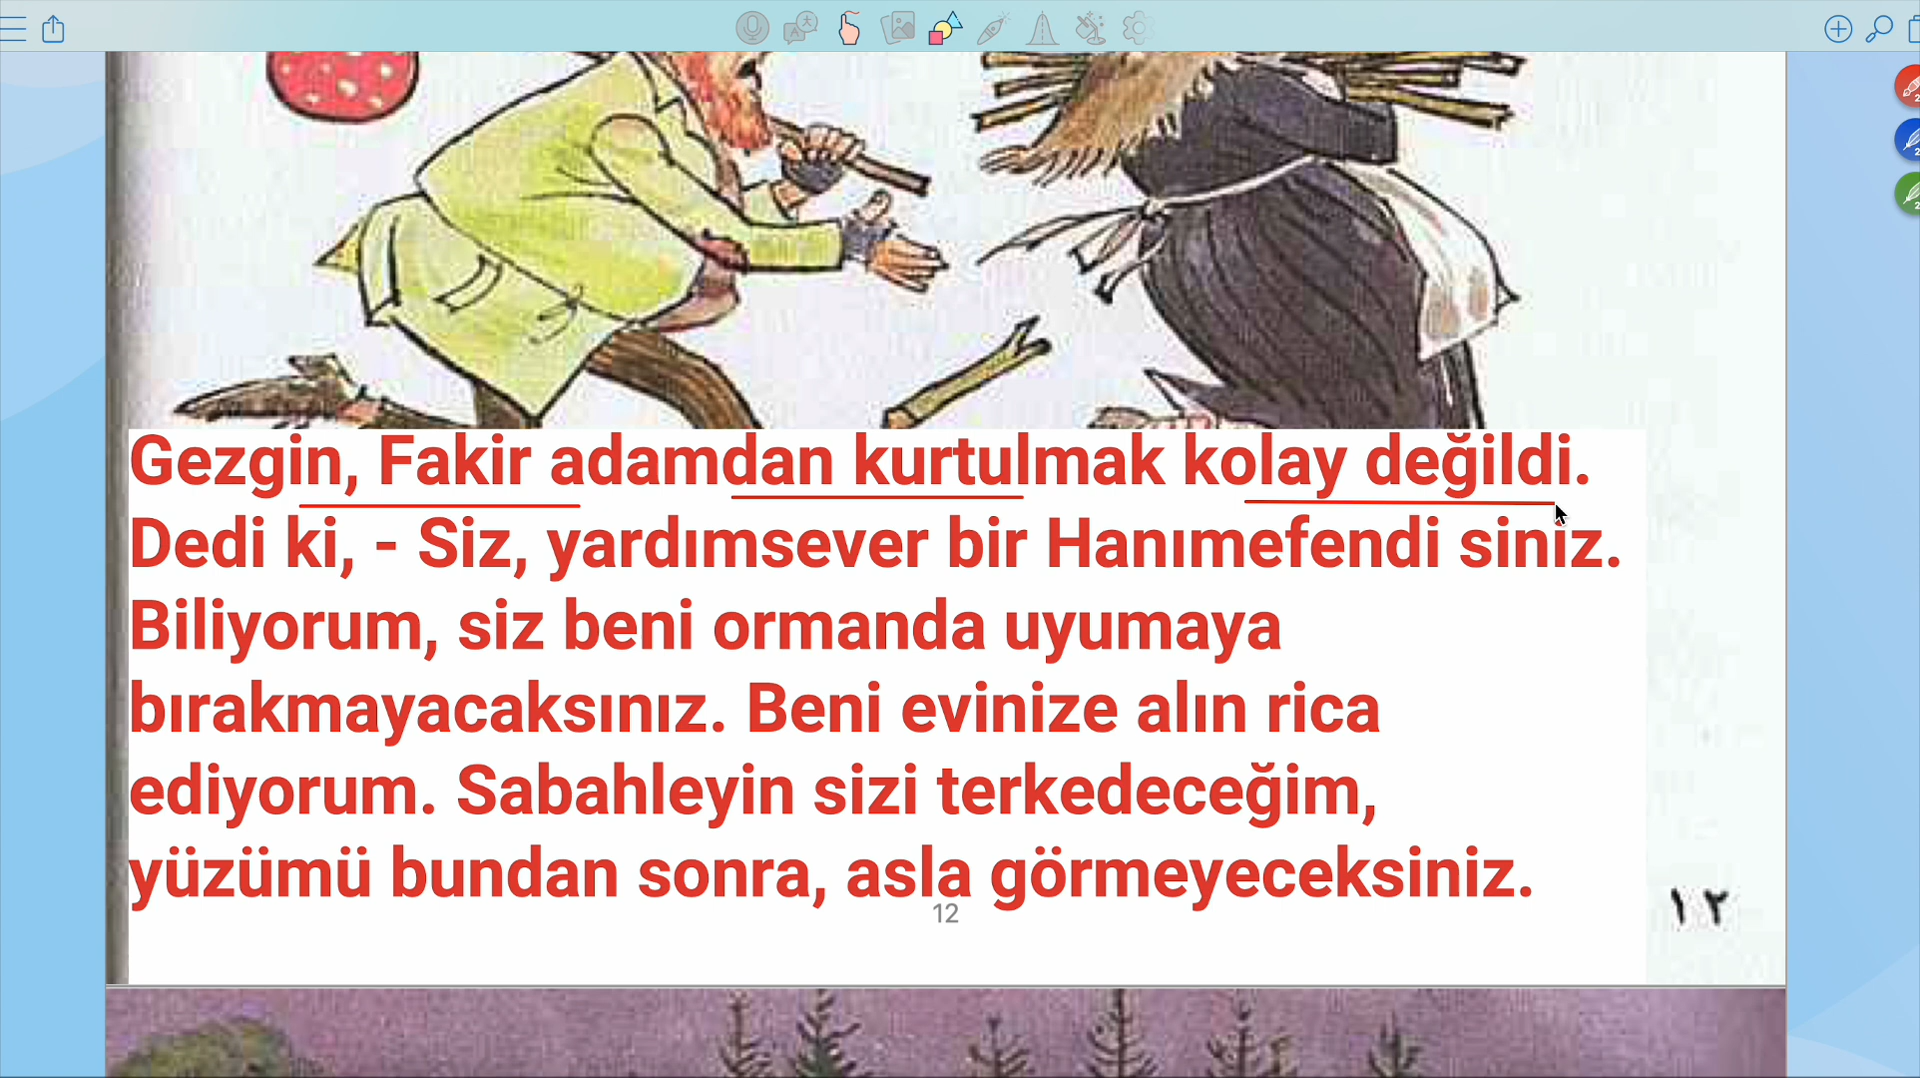 Gezgin, Fakir adamdan kurtulmak kolay değildi.
Dedi ki, - Siz, yardımsever bir Hanımefendi siniz.
Biliyorum, siz beni ormanda uyumaya
bırakmayacaksınız. Beni evinize alın rica
ediyorum. Sabahleyin sizi terkedeceğim,
yüzümü bundan sonra, asla görmeyeceksiniz.
12
١٢